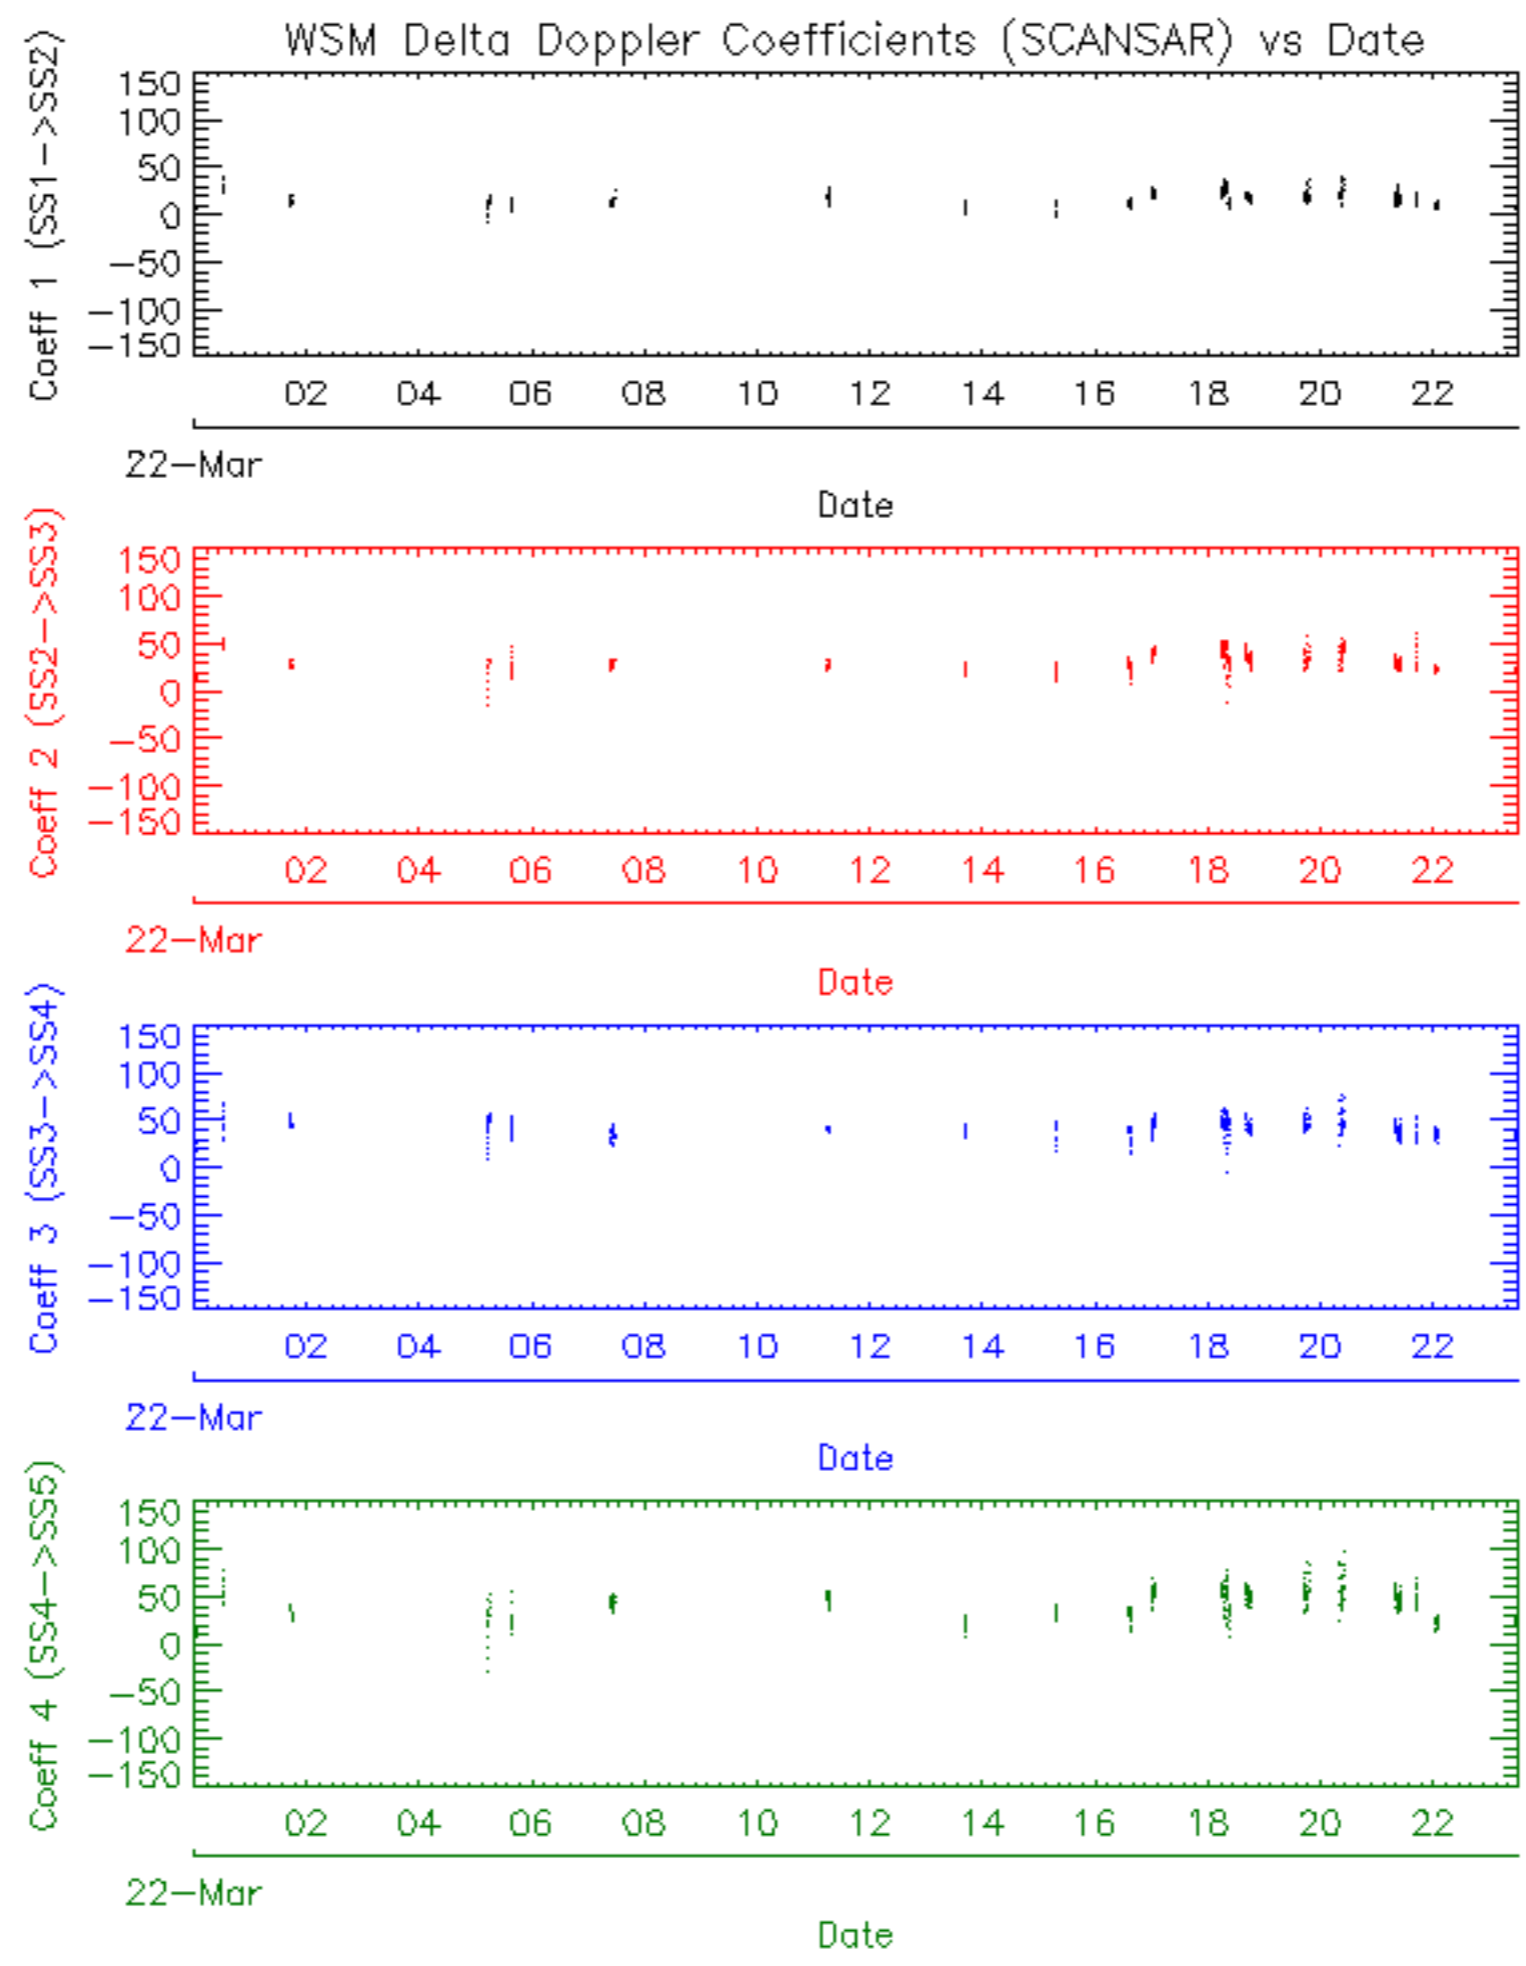 WSM Delta Doppler Coefficients (SCANSAR) vs Date
Coeff 1 (SS1->SS2)
150
100
50
0
-50
-100
-150
02 04 06 08 10 12 14 16 18 20 22
22-Mar
Date
Coeff 2 (SS2->SS3)
150
100
50
0
-50
-100
-150
02 04 06 08 10 12 14 16 18 20 22
22-Mar
Date
Coeff 3 (SS3->SS4)
150
100
50
0
-50
-100
-150
02 04 06 08 10 12 14 16 18 20 22
22-Mar
Date
Coeff 4 (SS4->SS5)
150
100
50
0
-50
-100
-150
02 04 06 08 10 12 14 16 18 20 22
22-Mar
Date